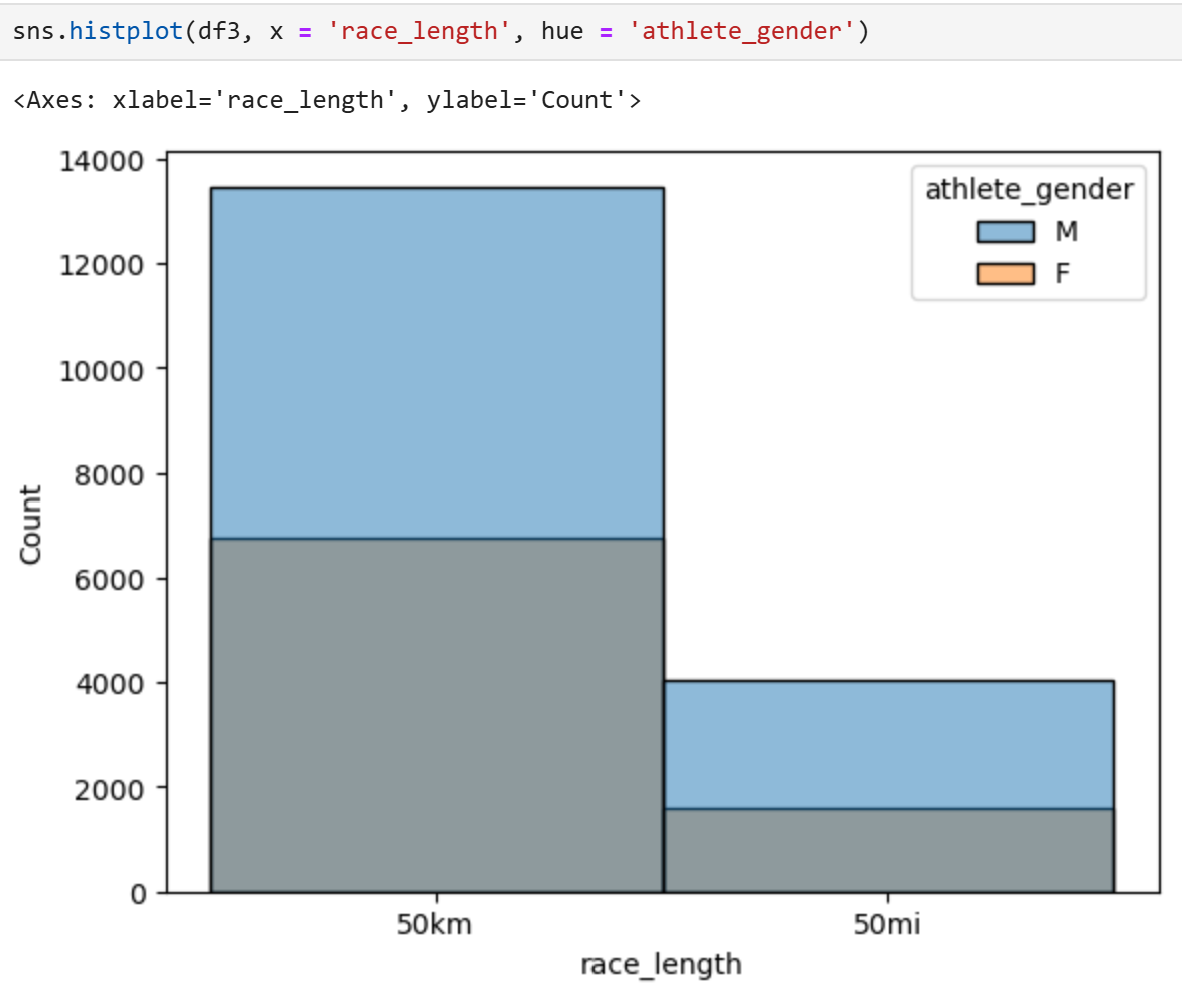 sns.histplot(df3, x = 'race_length', hue = 'athlete_gender')
<Axes: xlabel='race_length', ylabel='Count'>
14000
12000
10000
8000
6000
4000
2000
0
Count
athlete_gender
M
F
50km
50mi
race_length